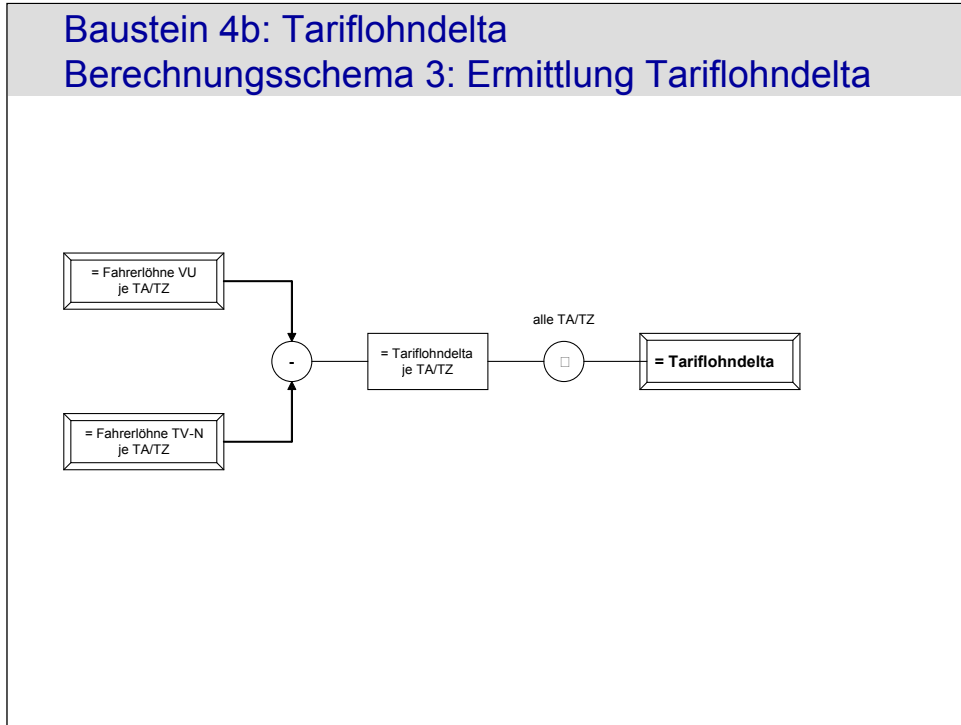 Baustein 4b: Tariflohndelta
Berechnungsschema 3: Ermittlung Tariflohndelta
= Fahrerlöhne VU
je TA/TZ
alle TA/TZ
-
= Tariflohndelta
je TA/TZ
= Tariflohndelta
= Fahrerlöhne TV-N
je TA/TZ